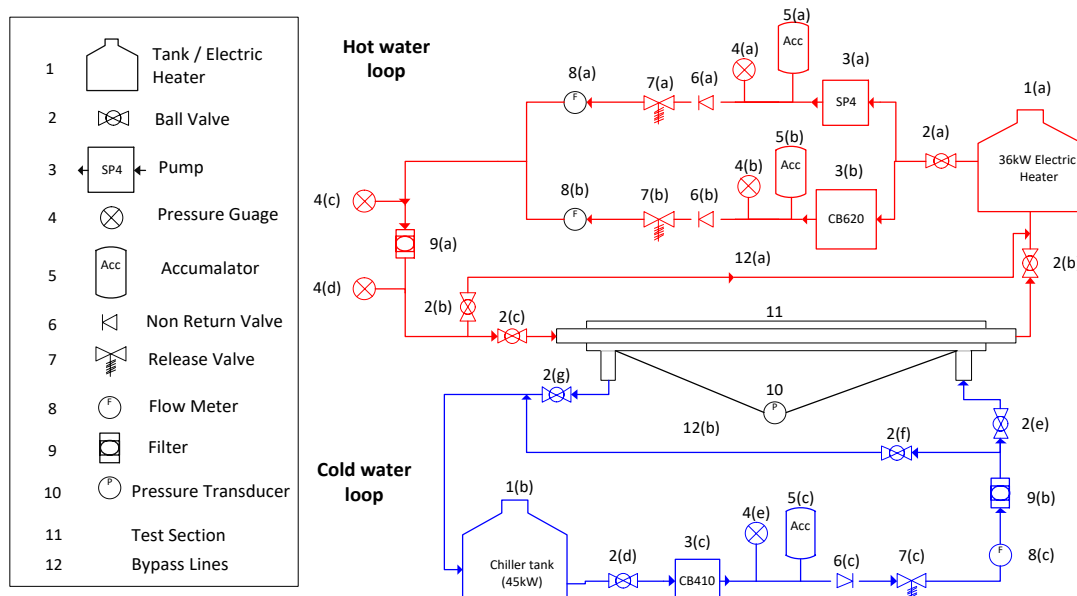 1
Tank / Electric
Heater
2
Ball Valve
3
SP4
Pump
4
Pressure Guage
5
Acc
Accumalator
6
Non Return Valve
7
Release Valve
8
F
Flow Meter
9
Filter
10
P
Pressure Transducer
11
Test Section
12
Bypass Lines
Hot water
loop
5(a)
4(a)
Acc
3(a)
8(a)
7(a)
6(a)
F
SP4
1(a)
2(a)
36kW Electric
Heater
5(b)
4(b)
Acc
3(b)
8(b)
7(b)
6(b)
F
CB620
4(c)
9(a)
12(a)
2(b
4(d)
2(b)
2(c)
11
2(g)
10
P
12(b)
2(e)
2(f)
Cold water
loop
1(b)
9(b)
5(c)
4(e)
Acc
3(c)
2(d)
6(c)
7(c)
F
8(c)
Chiller tank
(45kW)
CB410